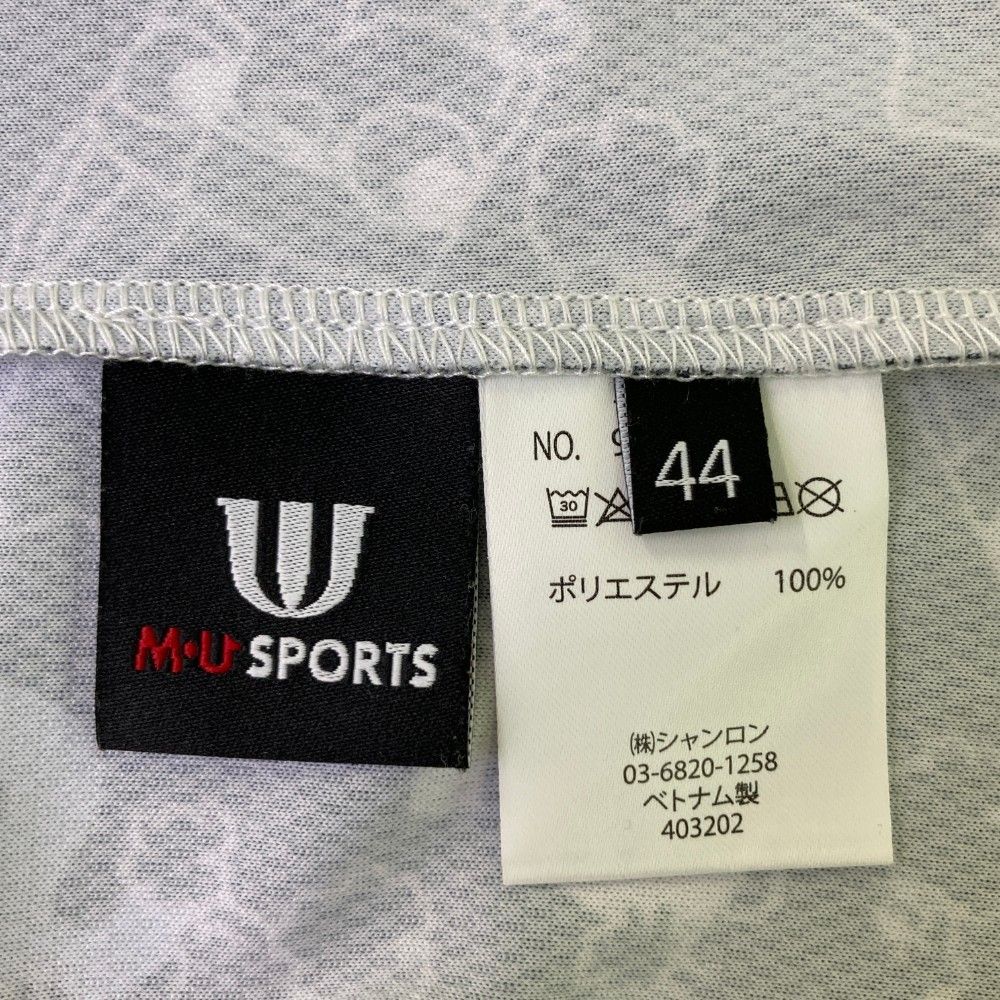 M·U SPORTS
NO.
44
30
ポリエステル 100%
(株)シャンロン
03-6820-1258
ベトナム製
403202